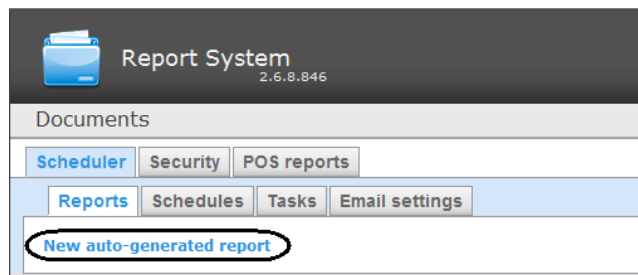 Report System
2.6.8.846
Documents
Scheduler Security POS reports
Reports Schedules Tasks Email settings
New auto-generated report